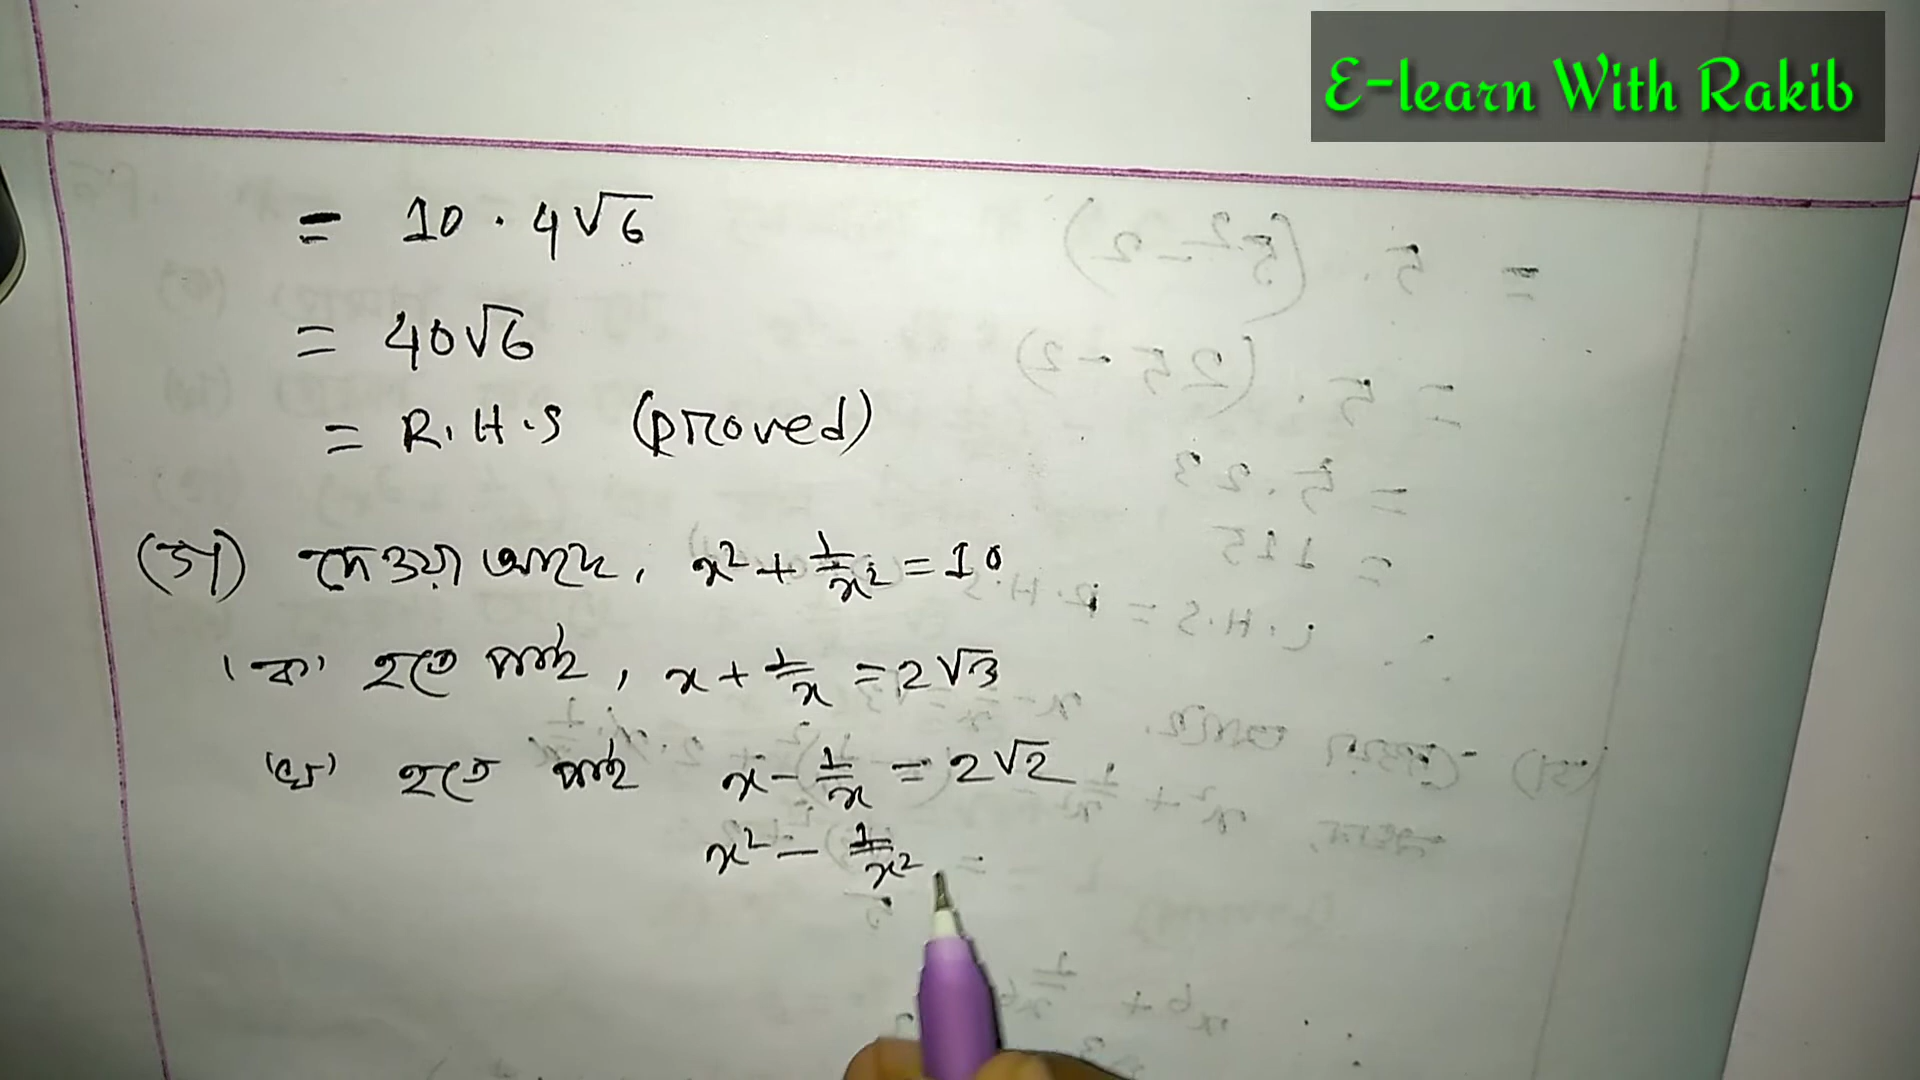 E-learn With Rakib
= 10 · 4√6
= 40√6
= R.H.S (proved)
(গ) দেওয়া আছে, x² + 1/x² = 10
'ক' হতে পাই, x + 1/x = 2√3
'খ' হতে পাই x - 1/x = 2√2
x² - 1/x²